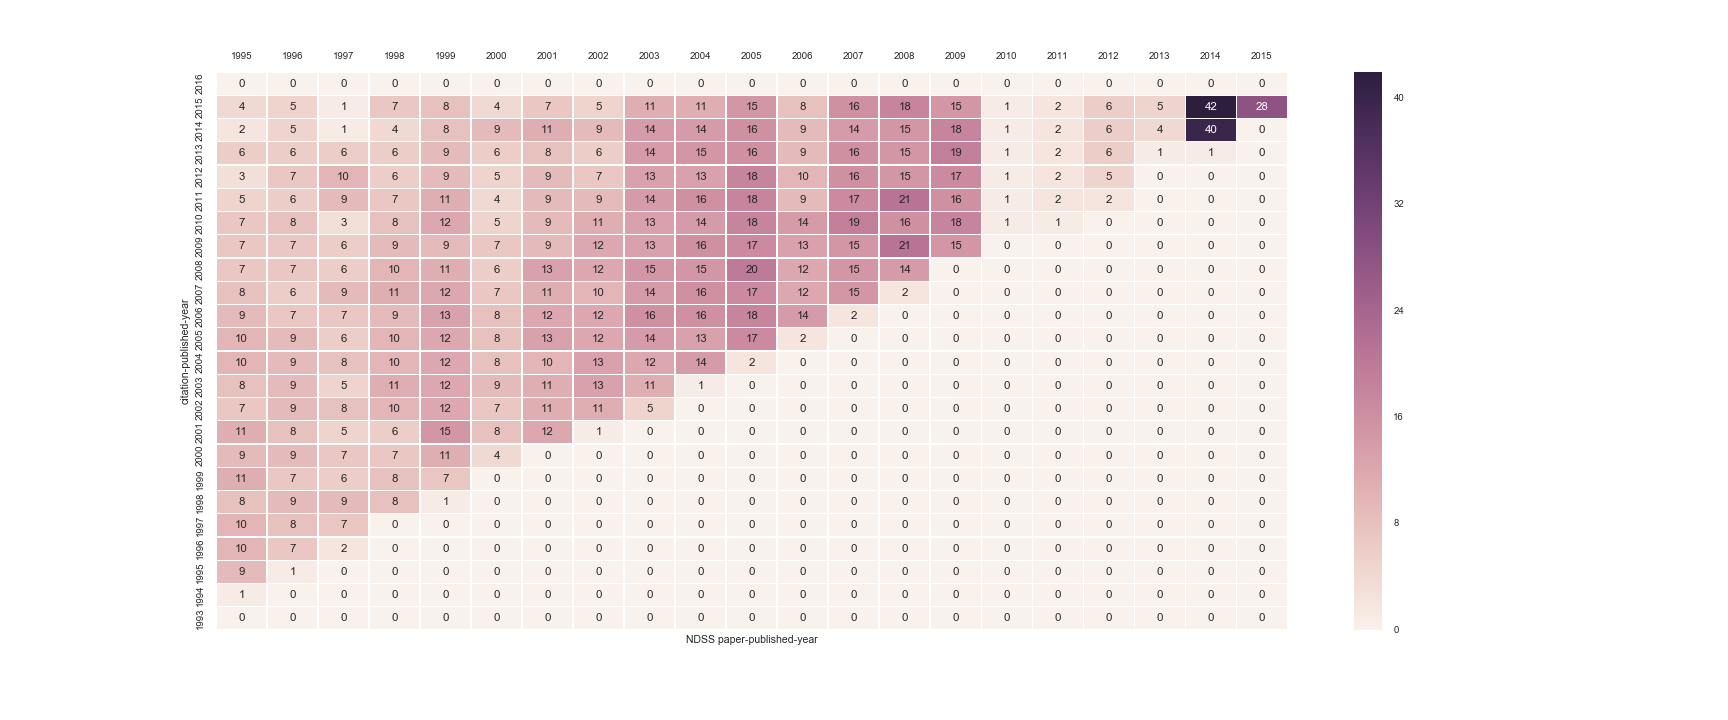 1995 1996 1997 1998 1999 2000 2001 2002 2003 2004 2005 2006 2007 2008 2009 2010 2011 2012 2013 2014 2015
2016 0 0 0 0 0 0 0 0 0 0 0 0 0 0 0 0 0 0 0 0 0
2015 4 5 1 7 8 4 7 5 11 11 15 8 16 18 15 1 2 6 5 42 28
2014 2 5 1 4 8 9 11 9 14 14 16 9 14 15 18 1 2 6 4 40 0
2013 6 6 6 6 9 6 8 6 14 15 16 9 16 15 19 1 2 6 1 1 0
2012 3 7 10 6 9 5 9 7 13 13 18 10 16 15 17 1 2 5 0 0 0
2011 5 6 9 7 11 4 9 9 14 16 18 9 17 21 16 1 2 2 0 0 0
2010 7 8 3 8 12 5 9 11 13 14 18 14 19 16 18 1 1 0 0 0 0
2009 7 7 6 9 9 7 9 12 13 16 17 13 15 21 15 0 0 0 0 0 0
2008 7 7 6 10 11 6 13 12 15 15 20 12 15 14 0 0 0 0 0 0 0
2007 8 6 9 11 12 7 11 10 14 16 17 12 15 2 0 0 0 0 0 0 0
2006 9 7 7 9 13 8 12 12 16 16 18 14 2 0 0 0 0 0 0 0 0
2005 10 9 6 10 12 8 13 12 14 13 17 2 0 0 0 0 0 0 0 0 0
2004 10 9 8 10 12 8 10 13 12 14 2 0 0 0 0 0 0 0 0 0 0
2003 8 9 5 11 12 9 11 13 11 1 0 0 0 0 0 0 0 0 0 0 0
2002 7 9 8 10 12 7 11 11 5 0 0 0 0 0 0 0 0 0 0 0 0
2001 11 8 5 6 15 8 12 1 0 0 0 0 0 0 0 0 0 0 0 0 0
2000 9 9 7 7 11 4 0 0 0 0 0 0 0 0 0 0 0 0 0 0 0
1999 11 7 6 8 7 0 0 0 0 0 0 0 0 0 0 0 0 0 0 0 0
1998 8 9 9 8 1 0 0 0 0 0 0 0 0 0 0 0 0 0 0 0 0
1997 10 8 7 0 0 0 0 0 0 0 0 0 0 0 0 0 0 0 0 0 0
1996 10 7 2 0 0 0 0 0 0 0 0 0 0 0 0 0 0 0 0 0 0
1995 9 1 0 0 0 0 0 0 0 0 0 0 0 0 0 0 0 0 0 0 0
1994 1 0 0 0 0 0 0 0 0 0 0 0 0 0 0 0 0 0 0 0 0
1993 0 0 0 0 0 0 0 0 0 0 0 0 0 0 0 0 0 0 0 0 0
citation-published-year
NDSS paper-published-year
40
32
24
16
8
0